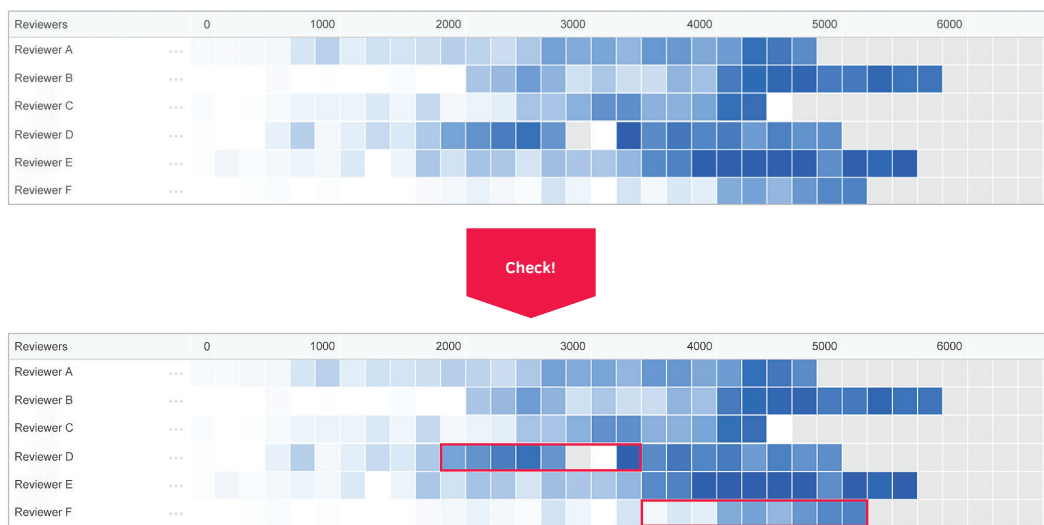 Reviewers 0 1000 2000 3000 4000 5000 6000
Reviewer A ...
Reviewer B ...
Reviewer C ...
Reviewer D ...
Reviewer E ...
Reviewer F ...
Check!
Reviewers 0 1000 2000 3000 4000 5000 6000
Reviewer A ...
Reviewer B ...
Reviewer C ...
Reviewer D ...
Reviewer E ...
Reviewer F ...